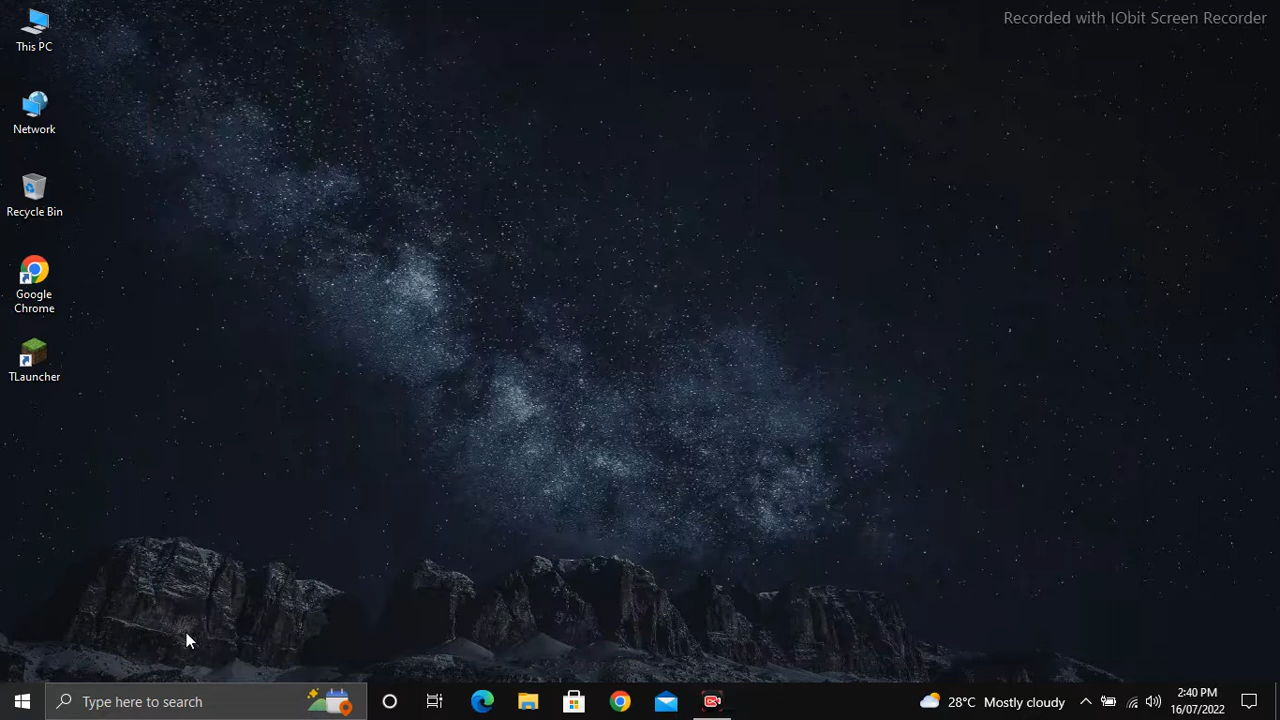 Recorded with IObit Screen Recorder
This PC
Network
Recycle Bin
Google
Chrome
TLauncher
Type here to search
28°C Mostly cloudy
2:40 PM
16/07/2022